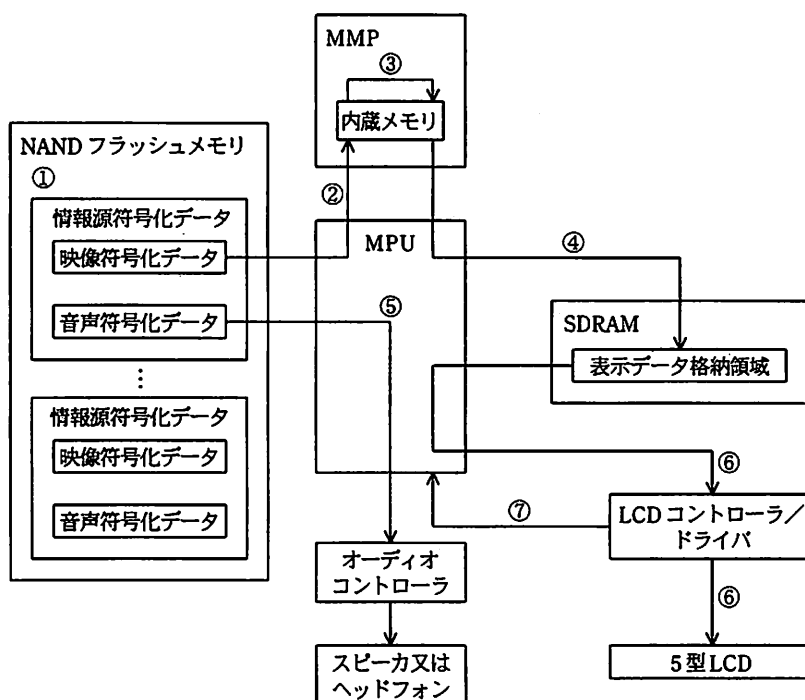 MMP
③
内蔵メモリ
NAND フラッシュメモリ
①
情報源符号化データ
映像符号化データ
音声符号化データ
⋮
情報源符号化データ
映像符号化データ
音声符号化データ
②
MPU
④
⑤
SDRAM
表示データ格納領域
⑥
LCD コントローラ/
ドライバ
⑦
オーディオ
コントローラ
⑥
スピーカ又は
ヘッドフォン
5型LCD